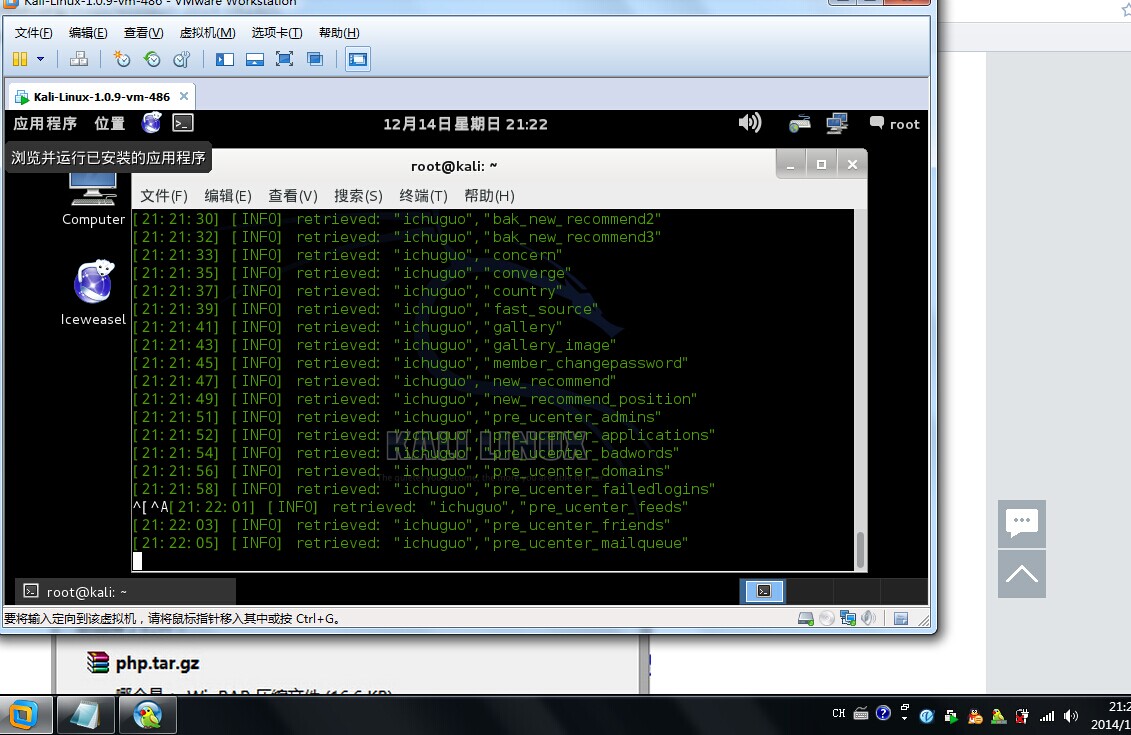 Kali-Linux-1.0.9-vm-486 - VMware Workstation
文件(F) 编辑(E) 查看(V) 虚拟机(M) 选项卡(T) 帮助(H)
Kali-Linux-1.0.9-vm-486
应用程序 位置 12月14日星期日 21:22 root
浏览并运行已安装的应用程序
root@kali: ~
文件(F) 编辑(E) 查看(V) 搜索(S) 终端(T) 帮助(H)
Computer
Iceweasel
[21:21:30] [INFO] retrieved: "ichuguo","bak_new_recommend2"
[21:21:32] [INFO] retrieved: "ichuguo","bak_new_recommend3"
[21:21:33] [INFO] retrieved: "ichuguo","concern"
[21:21:35] [INFO] retrieved: "ichuguo","converge"
[21:21:37] [INFO] retrieved: "ichuguo","country"
[21:21:39] [INFO] retrieved: "ichuguo","fast_source"
[21:21:41] [INFO] retrieved: "ichuguo","gallery"
[21:21:43] [INFO] retrieved: "ichuguo","gallery_image"
[21:21:45] [INFO] retrieved: "ichuguo","member_changepassword"
[21:21:47] [INFO] retrieved: "ichuguo","new_recommend"
[21:21:49] [INFO] retrieved: "ichuguo","new_recommend_position"
[21:21:51] [INFO] retrieved: "ichuguo","pre_ucenter_admins"
[21:21:52] [INFO] retrieved: "ichuguo","pre_ucenter_applications"
[21:21:54] [INFO] retrieved: "ichuguo","pre_ucenter_badwords"
[21:21:56] [INFO] retrieved: "ichuguo","pre_ucenter_domains"
[21:21:58] [INFO] retrieved: "ichuguo","pre_ucenter_failedlogins"
^[^A[21:22:01] [INFO] retrieved: "ichuguo","pre_ucenter_feeds"
[21:22:03] [INFO] retrieved: "ichuguo","pre_ucenter_friends"
[21:22:05] [INFO] retrieved: "ichuguo","pre_ucenter_mailqueue"
KALI LINUX
root@kali: ~
要将输入定向到该虚拟机，请将鼠标指针移入其中或按 Ctrl+G。
php.tar.gz
WinRAR 压缩文件 (16.6 KB)
CH
21:2
2014/1